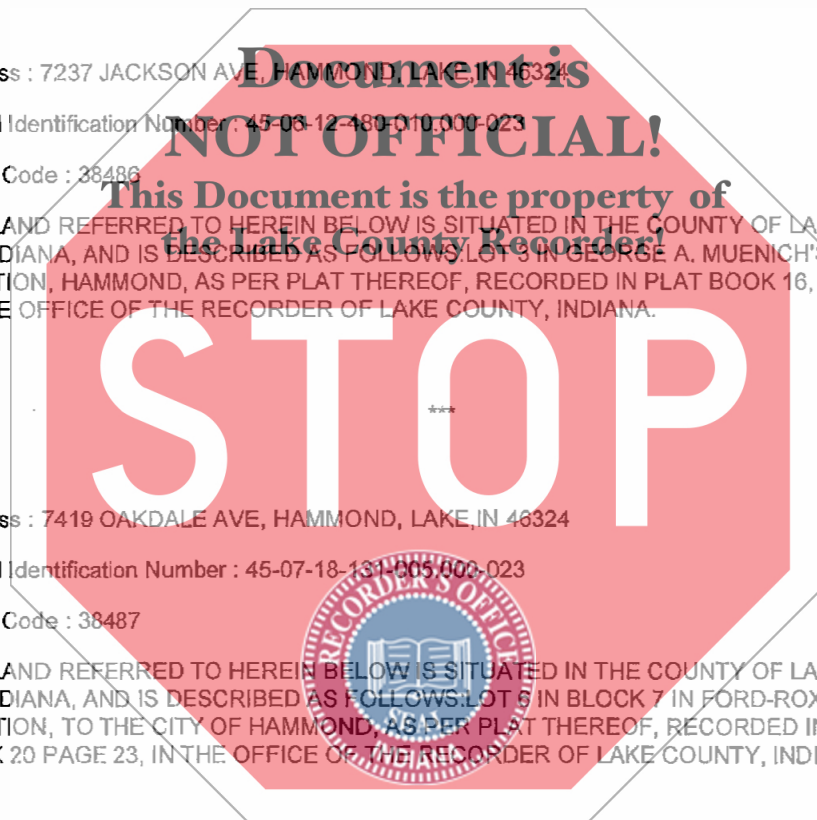 Document is
ss : 7237 JACKSON AVE, HAMMOND, LAKE,IN 46324
Identification Number : 45-06-12-480-010.000-023
NOT OFFICIAL!
Code : 38486
This Document is the property of
AND REFERRED TO HEREIN BELOW IS SITUATED IN THE COUNTY OF LA
the Lake County Recorder!
DIANA, AND IS DESCRIBED AS FOLLOWS:LOT 3 IN GEORGE A. MUENICH'S
TION, HAMMOND, AS PER PLAT THEREOF, RECORDED IN PLAT BOOK 16,
E OFFICE OF THE RECORDER OF LAKE COUNTY, INDIANA.
STOP
***
ss : 7419 OAKDALE AVE, HAMMOND, LAKE,IN 46324
Identification Number : 45-07-18-131-005.000-023
Code : 38487
RECORDER'S OFFICE
AND REFERRED TO HEREIN BELOW IS SITUATED IN THE COUNTY OF LA
DIANA, AND IS DESCRIBED AS FOLLOWS:LOT IN BLOCK 7 IN FORD-ROX
SEAL
TION, TO THE CITY OF HAMMOND, AS PER PLAT THEREOF, RECORDED IN
20 PAGE 23, IN THE OFFICE OF THE RECORDER OF LAKE COUNTY, INDI
INDIANA